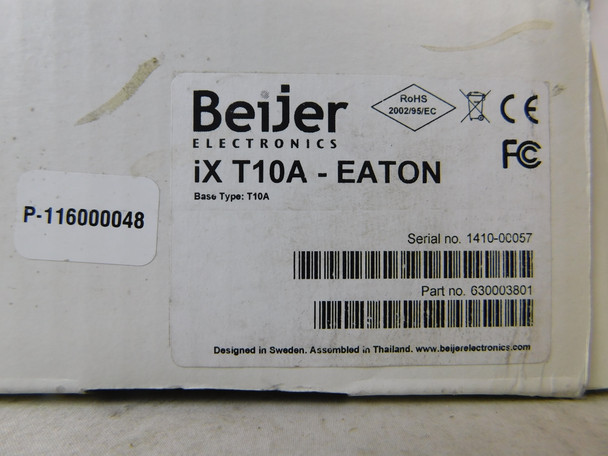 Beijer
ELECTRONICS
RoHS
2002/95/EC
CE
FC
iX T10A - EATON
Base Type: T10A
P-116000048
Serial no. 1410-00057
Part no. 630003801
Designed in Sweden. Assembled in Thailand. www.beijerelectronics.com